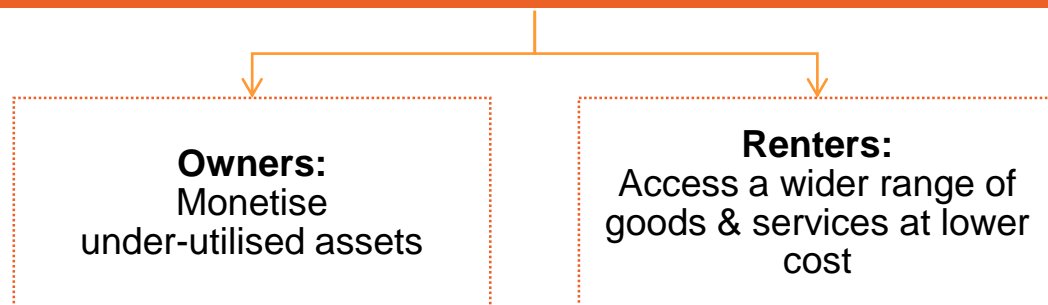 Owners:
Monetise
under-utilised assets
Renters:
Access a wider range of
goods & services at lower
cost